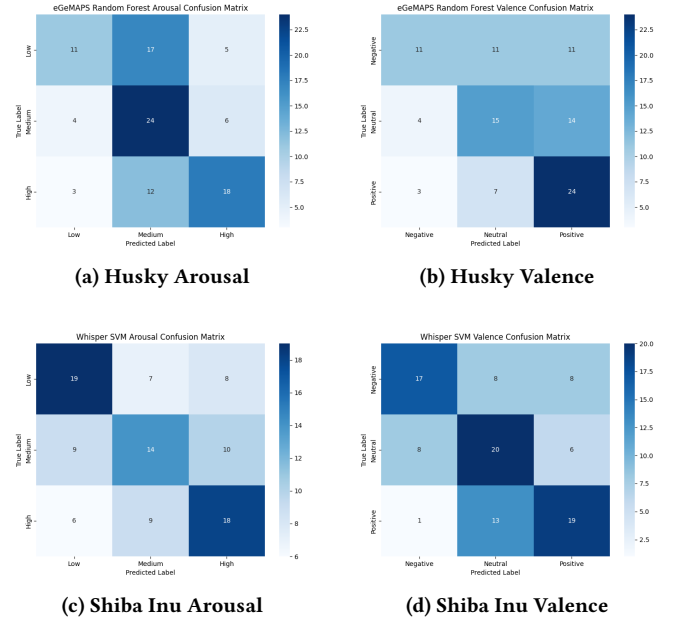 eGeMAPS Random Forest Arousal Confusion Matrix
True Label
Low 11 17 5
Medium 4 24 6
High 3 12 18
Low Medium High
Predicted Label
22.5
20.0
17.5
15.0
12.5
10.0
7.5
5.0
(a) Husky Arousal
eGeMAPS Random Forest Valence Confusion Matrix
True Label
Negative 11 11 11
Neutral 4 15 14
Positive 3 7 24
Negative Neutral Positive
Predicted Label
22.5
20.0
17.5
15.0
12.5
10.0
7.5
5.0
(b) Husky Valence
Whisper SVM Arousal Confusion Matrix
True Label
Low 19 7 8
Medium 9 14 10
High 6 9 18
Low Medium High
Predicted Label
18
16
14
12
10
8
6
(c) Shiba Inu Arousal
Whisper SVM Valence Confusion Matrix
True Label
Negative 17 8 8
Neutral 8 20 6
Positive 1 13 19
Negative Neutral Positive
Predicted Label
20.0
17.5
15.0
12.5
10.0
7.5
5.0
2.5
(d) Shiba Inu Valence